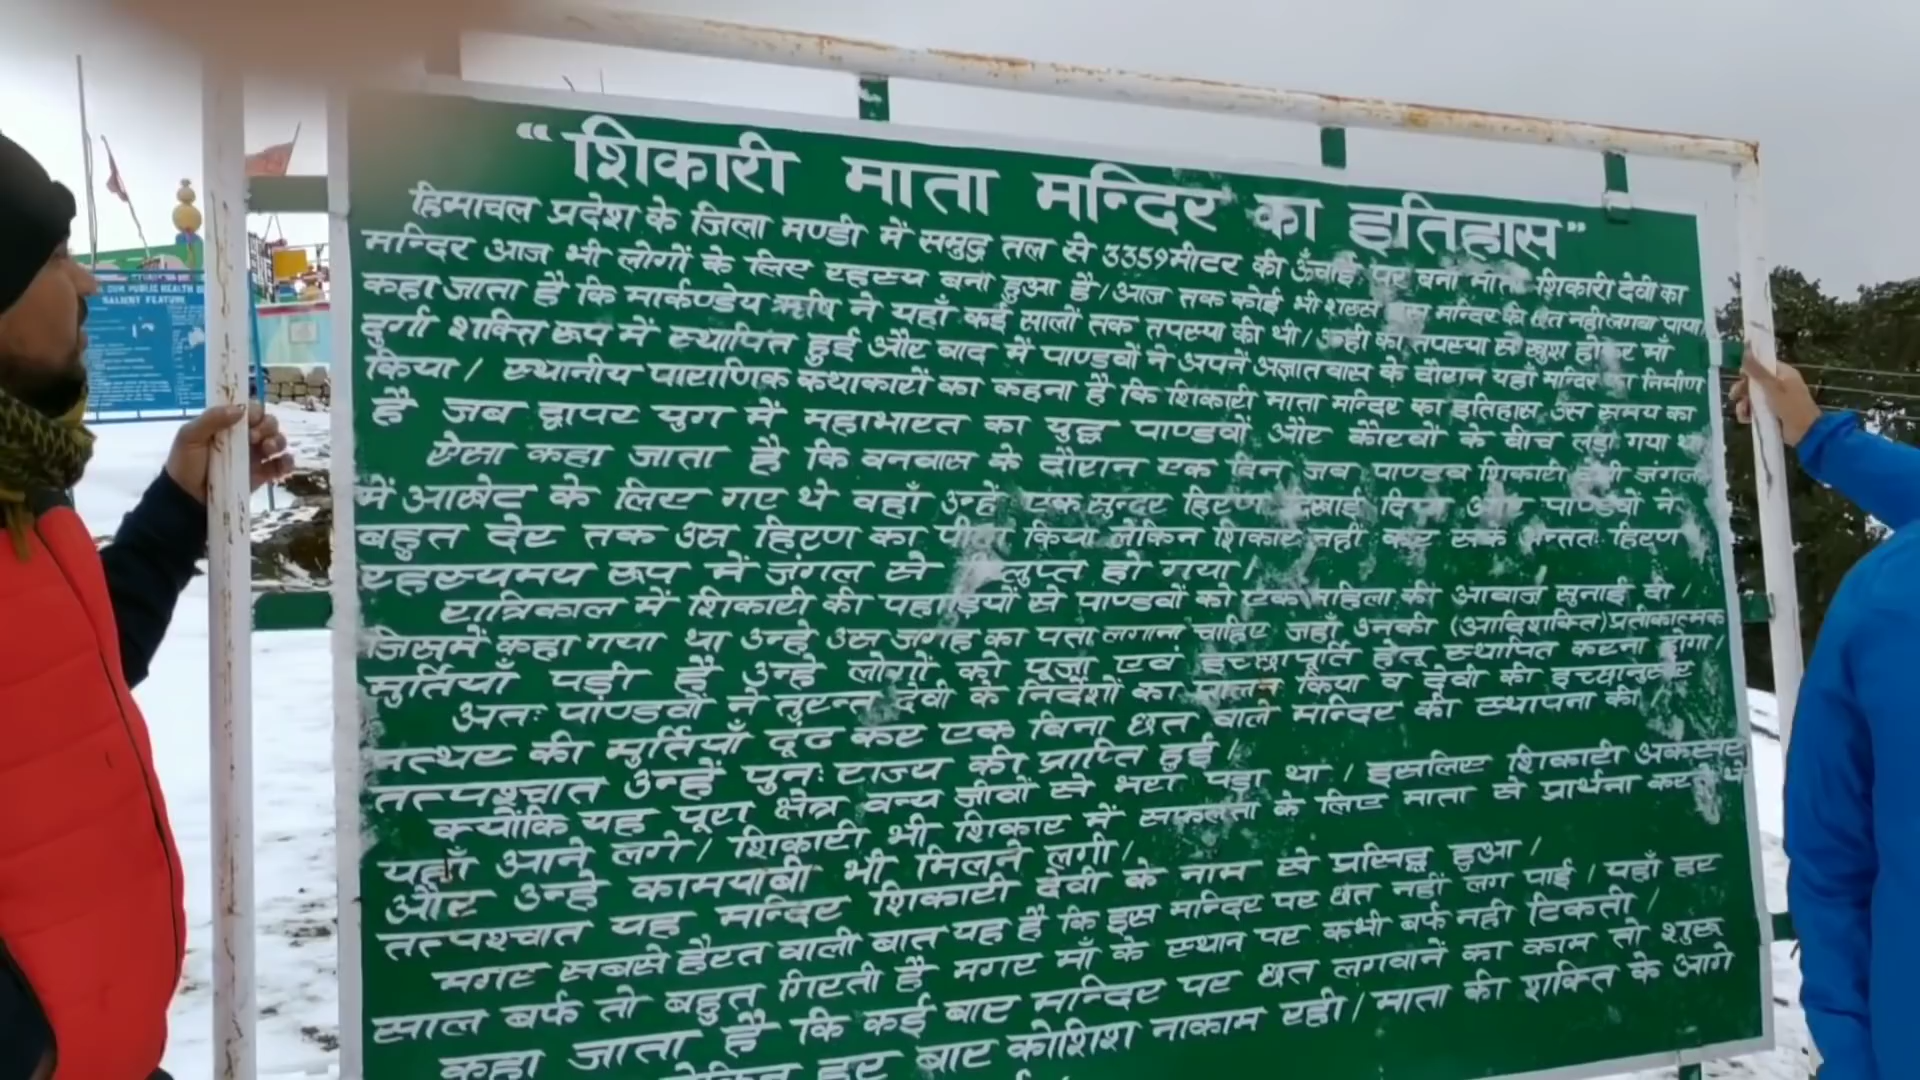 “शिकारी माता मन्दिर का इतिहास”
हिमाचल प्रदेश के जिला मण्डी में समुद्र तल से 3359मीटर की ऊँचाई पर बना माता शिकारी देवी का
मन्दिर आज भी लोगों के लिए रहस्य बना हुआ है। आज तक कोई भी शख्स मन्दिर की छत नही लगवा पाया।
कहा जाता है कि मार्कण्डेय ऋषि ने यहाँ कई सालों तक तपस्या की थी। उन्ही की तपस्या से खुश होकर माँ
दुर्गा शक्ति रूप में स्थापित हुई और बाद में पाण्डवों ने अपनें अज्ञातवास के दौरान यहाँ मन्दिर का निर्माण
किया। स्थानीय पाराणिक कथाकारों का कहना है कि शिकारी माता मन्दिर का इतिहास उस समय का
है जब द्वापर युग में महाभारत का युद्ध पाण्डवों और कौरवों के बीच लड़ा गया था
ऐसा कहा जाता है कि वनवास के दौरान एक दिन जब पाण्डव शिकारी जंगल
में आखेट के लिए गए थे वहाँ उन्हें एक सुन्दर हिरण दिखाई दिया पाण्डवों ने
बहुत देर तक उस हिरण का पीछा किया लेकिन शिकार नहीं कर सके अन्ततः हिरण
रहस्यमय रूप में जंगल से लुप्त हो गया।
रात्रिकाल में शिकारी की पहाड़ियों से पाण्डवों को एक महिला की आवाज सुनाई दी।
जिसमें कहा गया था उन्हे उस जगह का पता लगाना चाहिए जहाँ उनकी (आदिशक्ति) प्रतीकात्मक
मुर्तियाँ पड़ी है उन्हे लोगों को पूजा एवं इच्छापूर्ति हेतू स्थापित करना होगा।
अतः पाण्डवों ने तुरन्त देवी के निर्देशों का पालन किया व देवी की इच्छानुसार
पत्थर की मुर्तियाँ ढूंढ कर एक बिना छत वाले मन्दिर की स्थापना की।
तत्पश्चात उन्हें पुनः राज्य की प्राप्ति हुई।
क्योंकि यह पूरा क्षेत्र वन्य जीवों से भरा पड़ा था। इसलिए शिकारी अकसर
यहाँ आने लगे। शिकारी भी शिकार में सफलता के लिए माता से प्रार्थना करते थे
और उन्हे कामयाबी भी मिलने लगी।
तत्पश्चात यह मन्दिर शिकारी देवी के नाम से प्रसिद्ध हुआ।
मगर सबसे हैरत वाली बात यह है कि इस मन्दिर पर छत नहीं लग पाई। यहाँ हर
साल बर्फ तो बहुत गिरती है मगर माँ के स्थान पर कभी बर्फ नही टिकती।
कहा जाता है कि कई बार मन्दिर पर छत लगवानें का काम तो शुरू
लेकिन हर बार कोशिश नाकाम रही। माता की शक्ति के आगे
PUBLIC HEALTH
SALIENT FEATURE